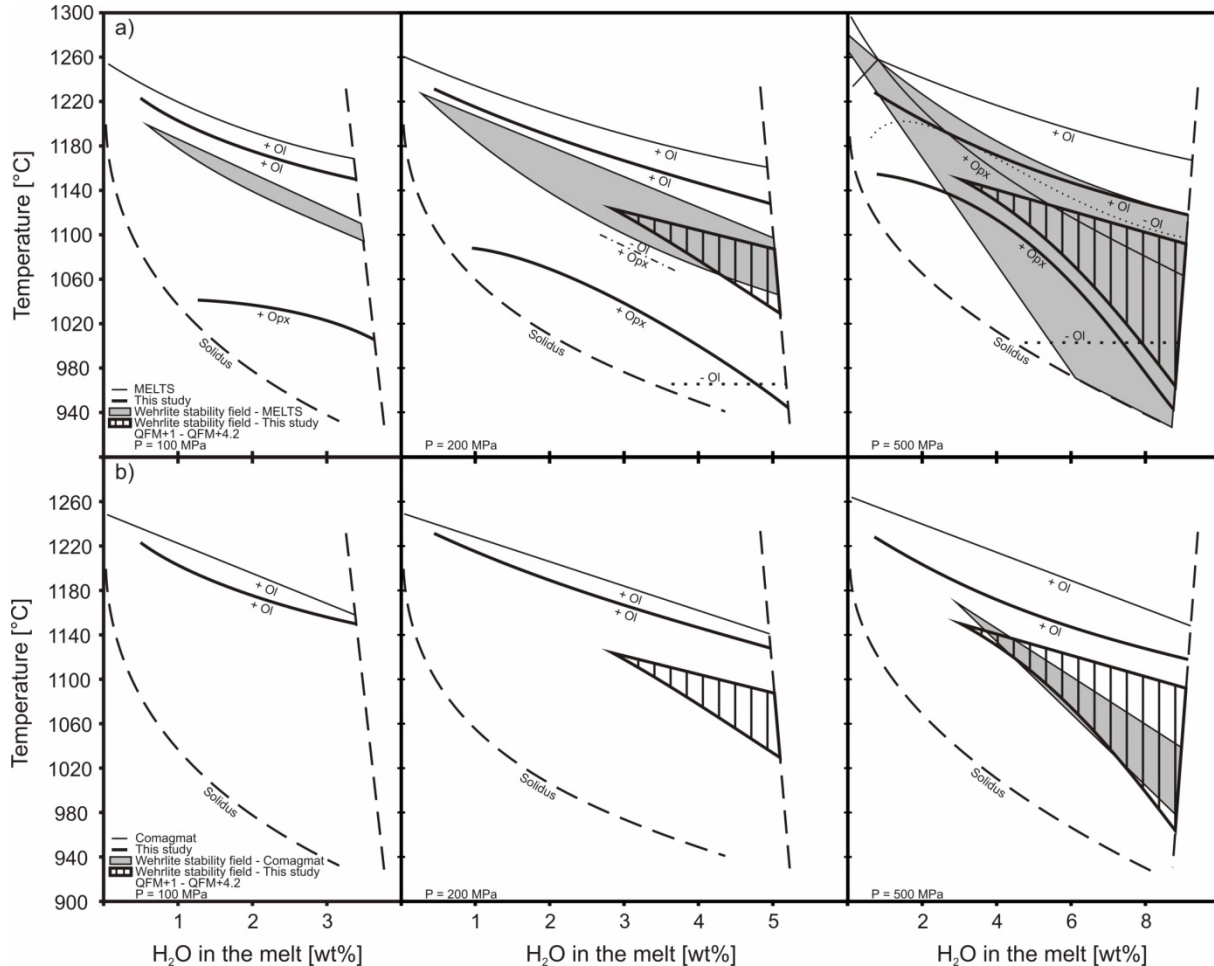 a)
1300
1260
1220
1180
1140
1100
1060
1020
980
940
Temperature [°C]
+ Ol
+ Ol
+ Opx
Solidus
MELTS
This study
Wehrlite stability field - MELTS
Wehrlite stability field - This study
QFM+1 - QFM+4.2
P = 100 MPa
+ Ol
+ Ol
- Ol
+ Opx
+ Opx
- Ol
Solidus
P = 200 MPa
+ Ol
+ Opx
+ Ol
- Ol
+ Opx
- Ol
Solidus
P = 500 MPa
b)
1260
1220
1180
1140
1100
1060
1020
980
940
900
Temperature [°C]
+ Ol
+ Ol
Solidus
Comagmat
This study
Wehrlite stability field - Comagmat
Wehrlite stability field - This study
QFM+1 - QFM+4.2
P = 100 MPa
+ Ol
+ Ol
Solidus
P = 200 MPa
+ Ol
+ Ol
Solidus
P = 500 MPa
1 2 3
1 2 3 4 5
2 4 6 8
H₂O in the melt [wt%]
H₂O in the melt [wt%]
H₂O in the melt [wt%]